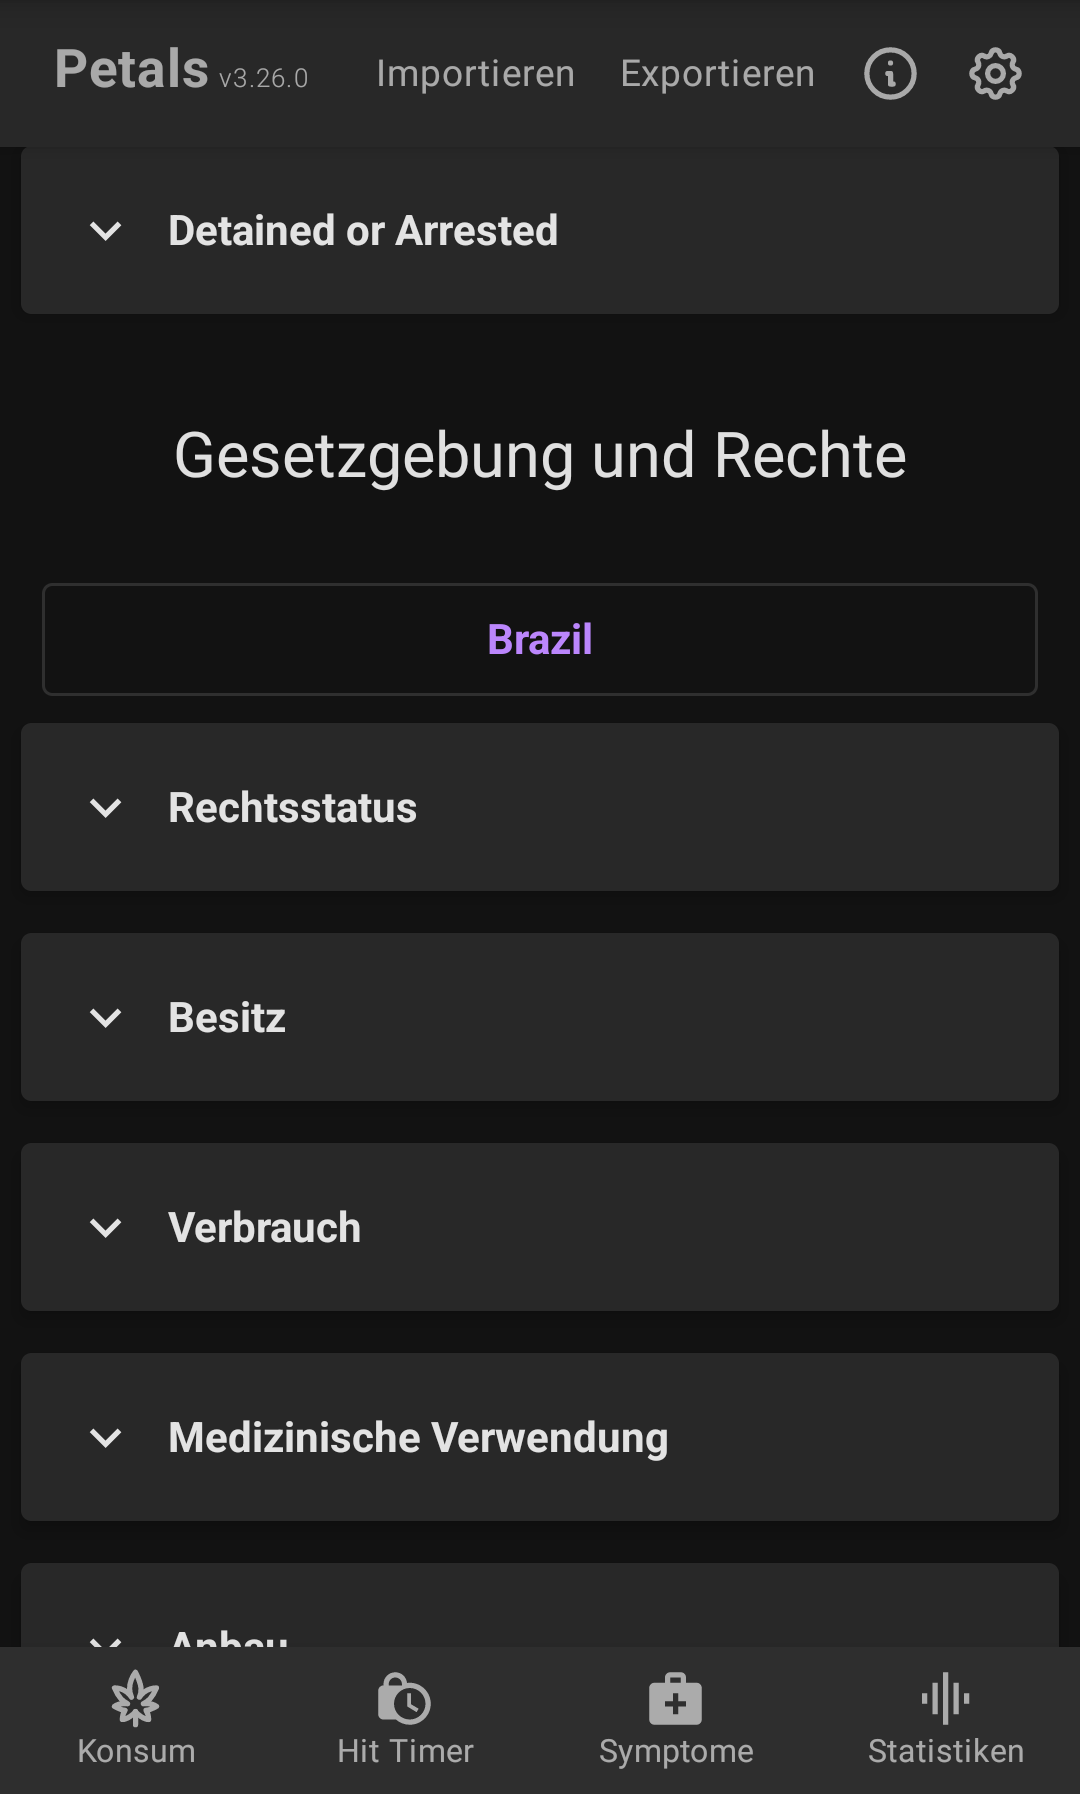 Petals v3.26.0 Importieren Exportieren
Detained or Arrested
Gesetzgebung und Rechte
Brazil
Rechtsstatus
Besitz
Verbrauch
Medizinische Verwendung
Anbau
Konsum Hit Timer Symptome Statistiken